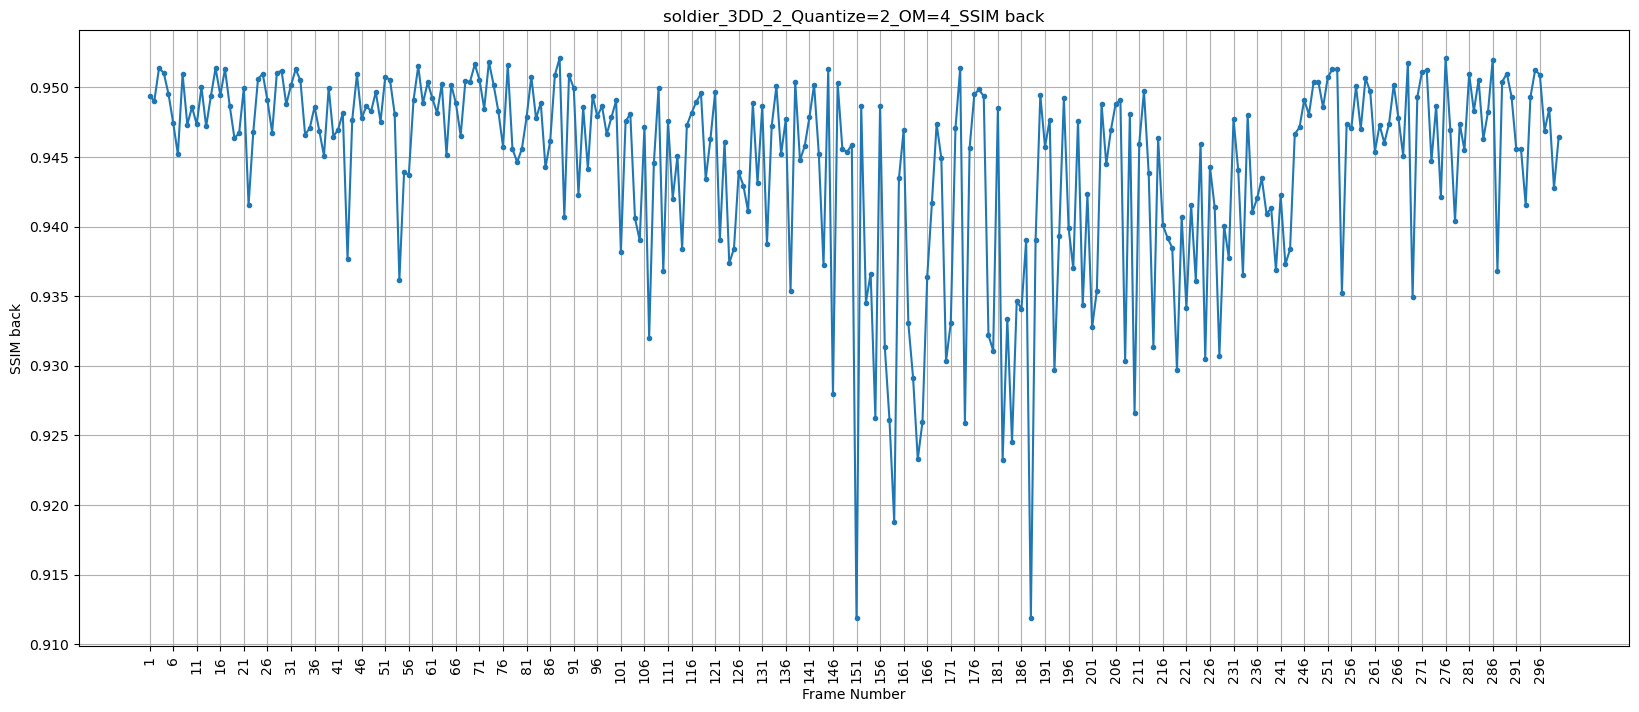 soldier_3DD_2_Quantize=2_OM=4_SSIM back
SSIM back
0.950
0.945
0.940
0.935
0.930
0.925
0.920
0.915
0.910
1 6 11 16 21 26 31 36 41 46 51 56 61 66 71 76 81 86 91 96 101 106 111 116 121 126 131 136 141 146 151 156 161 166 171 176 181 186 191 196 201 206 211 216 221 226 231 236 241 246 251 256 261 266 271 276 281 286 291 296
Frame Number